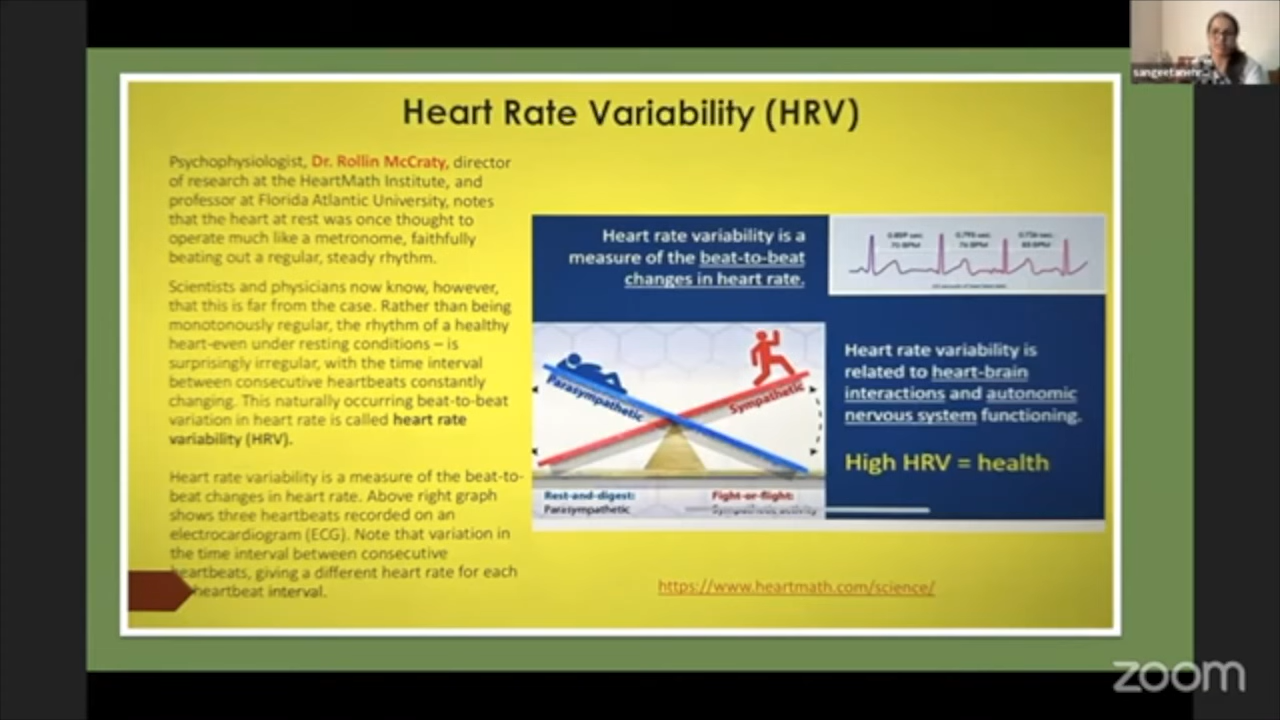 Heart Rate Variability (HRV)
Psychophysiologist, Dr. Rollin McCraty, director
of research at the HeartMath Institute, and
professor at Florida Atlantic University, notes
that the heart at rest was once thought to
operate much like a metronome, faithfully
beating out a regular, steady rhythm.
Scientists and physicians now know, however,
that this is far from the case. Rather than being
monotonously regular, the rhythm of a healthy
heart-even under resting conditions – is
surprisingly irregular, with the time interval
between consecutive heartbeats constantly
changing. This naturally occurring beat-to-beat
variation in heart rate is called heart rate
variability (HRV).
Heart rate variability is a measure of the beat-to-
beat changes in heart rate. Above right graph
shows three heartbeats recorded on an
electrocardiogram (ECG). Note that variation in
the time interval between consecutive
heartbeats, giving a different heart rate for each
heartbeat interval.
Heart rate variability is a
measure of the beat-to-beat
changes in heart rate.
Parasympathetic
Sympathetic
Rest-and-digest:
Parasympathetic
Fight-or-flight:
Sympathetic activity
Heart rate variability is
related to heart-brain
interactions and autonomic
nervous system functioning.
High HRV = health
https://www.heartmath.com/science/
zoom